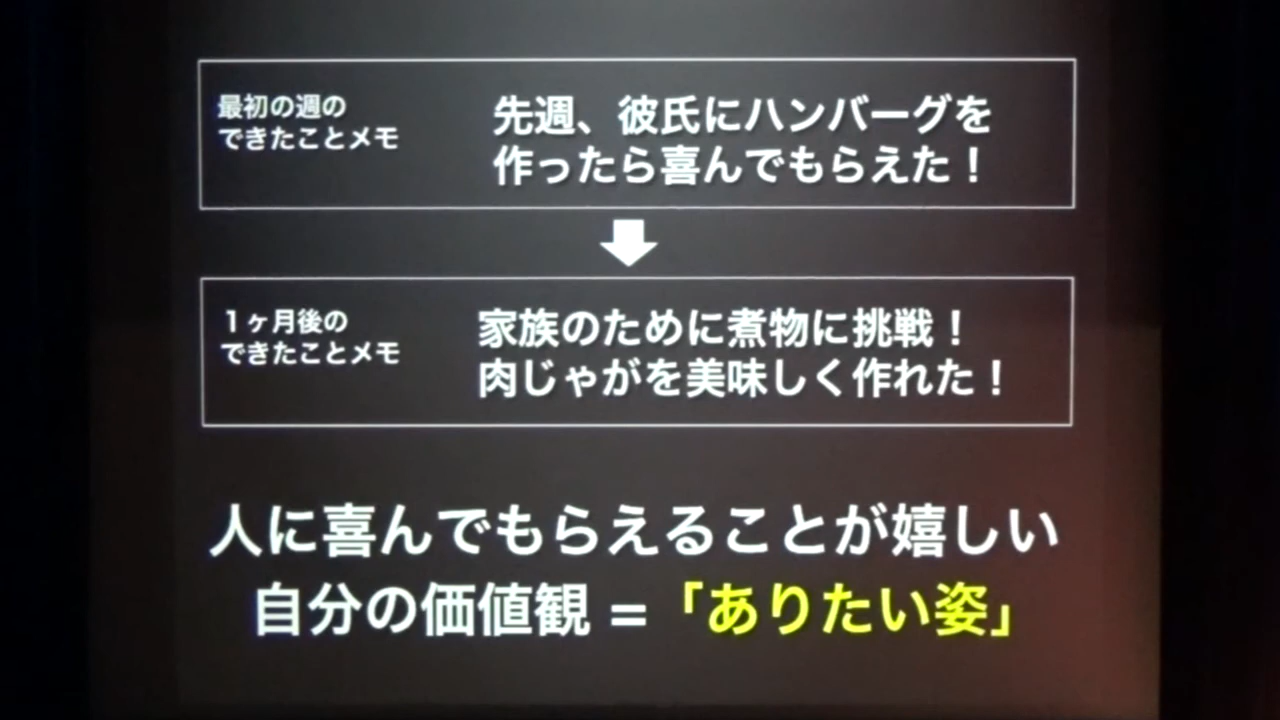 最初の週の
できたことメモ
先週、彼氏にハンバーグを
作ったら喜んでもらえた！
1ヶ月後の
できたことメモ
家族のために煮物に挑戦！
肉じゃがを美味しく作れた！
人に喜んでもらえることが嬉しい
自分の価値観 =「ありたい姿」